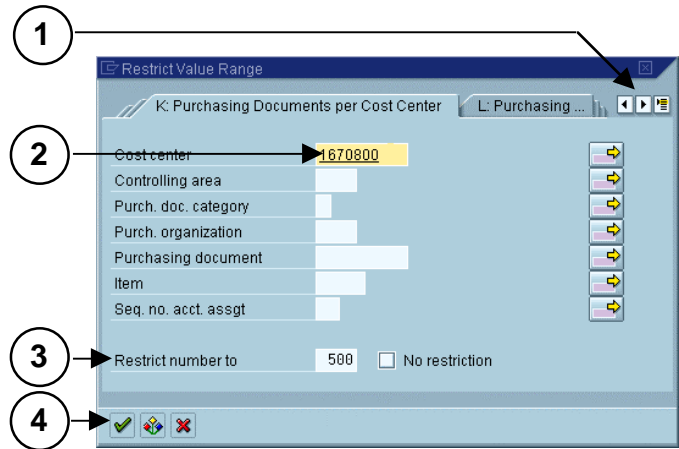 1
Restrict Value Range
K: Purchasing Documents per Cost Center L: Purchasing ...
2 Cost center 1670800
Controlling area
Purch. doc. category
Purch. organization
Purchasing document
Item
Seq. no. acct. assgt
3 Restrict number to 500 No restriction
4